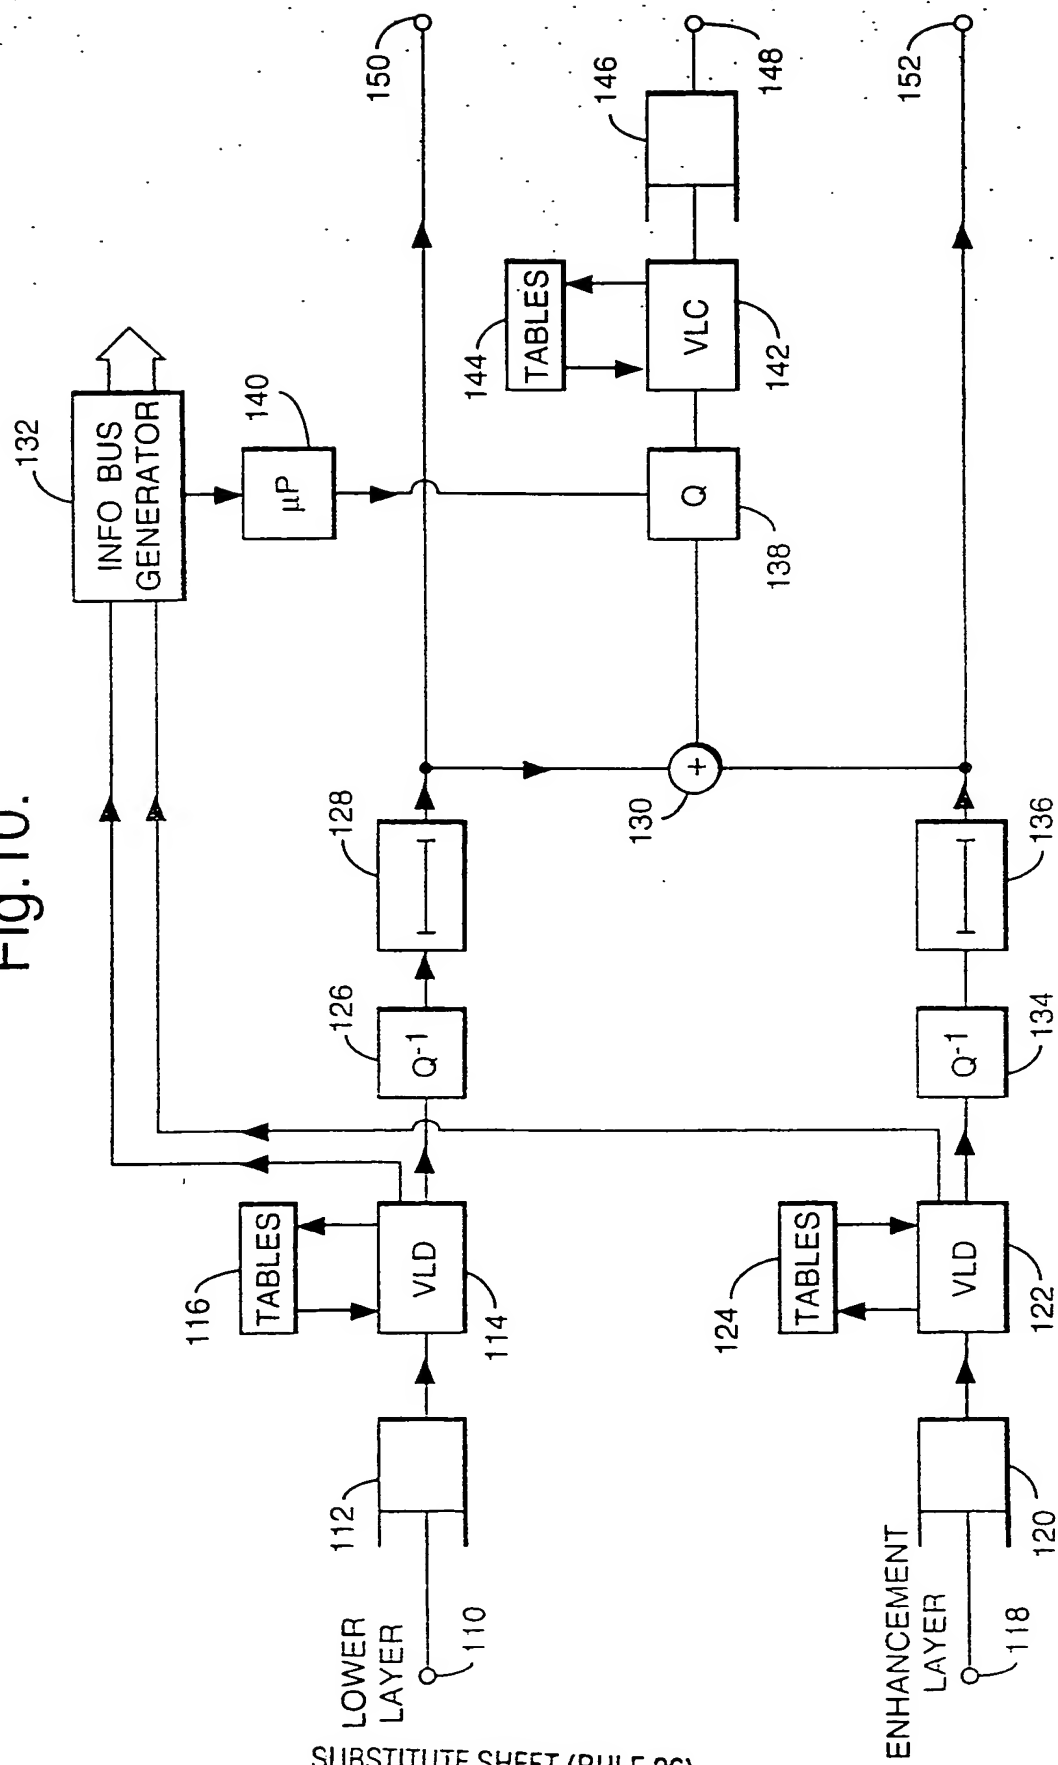 Fig.10.
132
INFO BUS
GENERATOR
140
µP
150
146
148
152
144
TABLES
VLC
142
Q
138
128
130
+
136
126
Q-1
134
Q-1
116
TABLES
VLD
114
124
TABLES
VLD
122
112
120
LOWER
LAYER
110
ENHANCEMENT
LAYER
118
SUBSTITUTE SHEET (RULE 26)